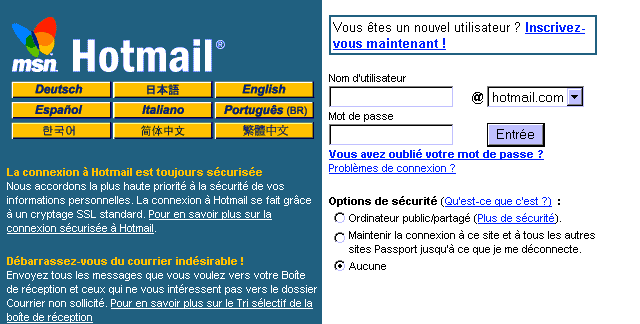 msn Hotmail®
Deutsch 日本語 English
Español Italiano Português (BR)
한국어 简体中文 繁體中文
La connexion à Hotmail est toujours sécurisée
Nous accordons la plus haute priorité à la sécurité de vos
informations personnelles. La connexion à Hotmail se fait grâce
à un cryptage SSL standard. Pour en savoir plus sur la
connexion sécurisée à Hotmail.
Débarrassez-vous du courrier indésirable !
Envoyez tous les messages que vous voulez vers votre Boîte
de réception et ceux qui ne vous intéressent pas vers le dossier
Courrier non sollicité. Pour en savoir plus sur le Tri sélectif de la
boîte de réception
Vous êtes un nouvel utilisateur ? Inscrivez-
vous maintenant !
Nom d'utilisateur
@ hotmail.com
Mot de passe
Entrée
Vous avez oublié votre mot de passe ?
Problèmes de connexion ?
Options de sécurité (Qu'est-ce que c'est ?) :
Ordinateur public/partagé (Plus de sécurité).
Maintenir la connexion à ce site et à tous les autres
sites Passport jusqu'à ce que je me déconnecte.
Aucune